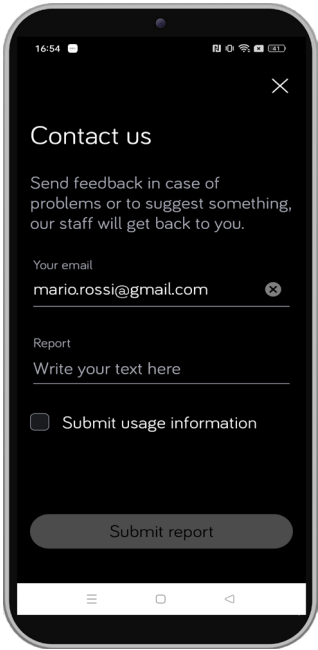 16:54
41
Contact us
Send feedback in case of
problems or to suggest something,
our staff will get back to you.
Your email
mario.rossi@gmail.com
Report
Write your text here
Submit usage information
Submit report